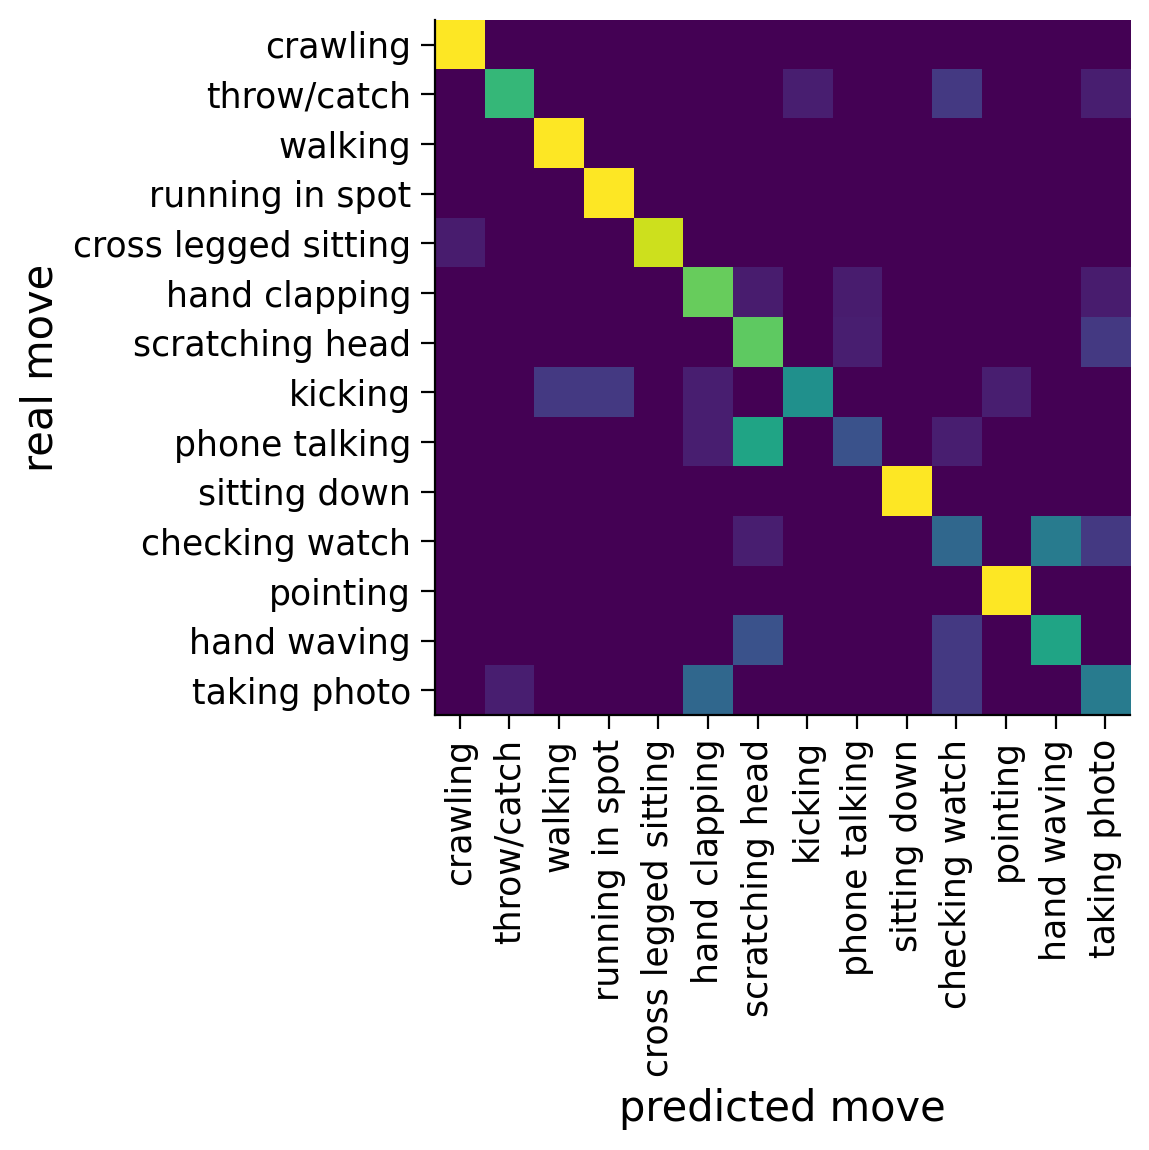 real move
crawling
throw/catch
walking
running in spot
cross legged sitting
hand clapping
scratching head
kicking
phone talking
sitting down
checking watch
pointing
hand waving
taking photo
crawling
throw/catch
walking
running in spot
cross legged sitting
hand clapping
scratching head
kicking
phone talking
sitting down
checking watch
pointing
hand waving
taking photo
predicted move